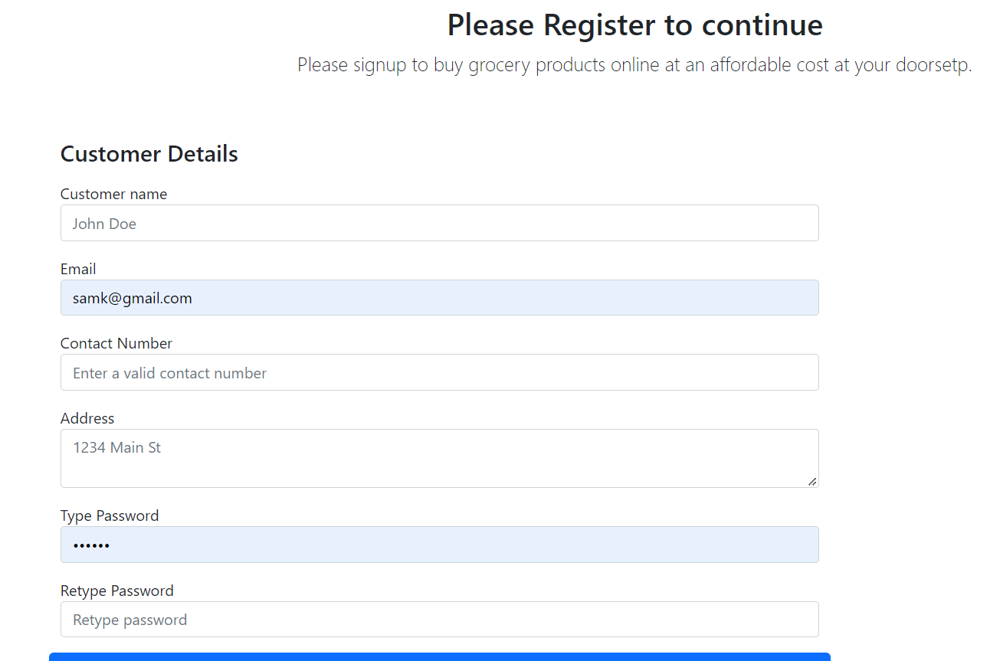 Please Register to continue
Please signup to buy grocery products online at an affordable cost at your doorsetp.
Customer Details
Customer name
John Doe
Email
samk@gmail.com
Contact Number
Enter a valid contact number
Address
1234 Main St
Type Password
••••••
Retype Password
Retype password